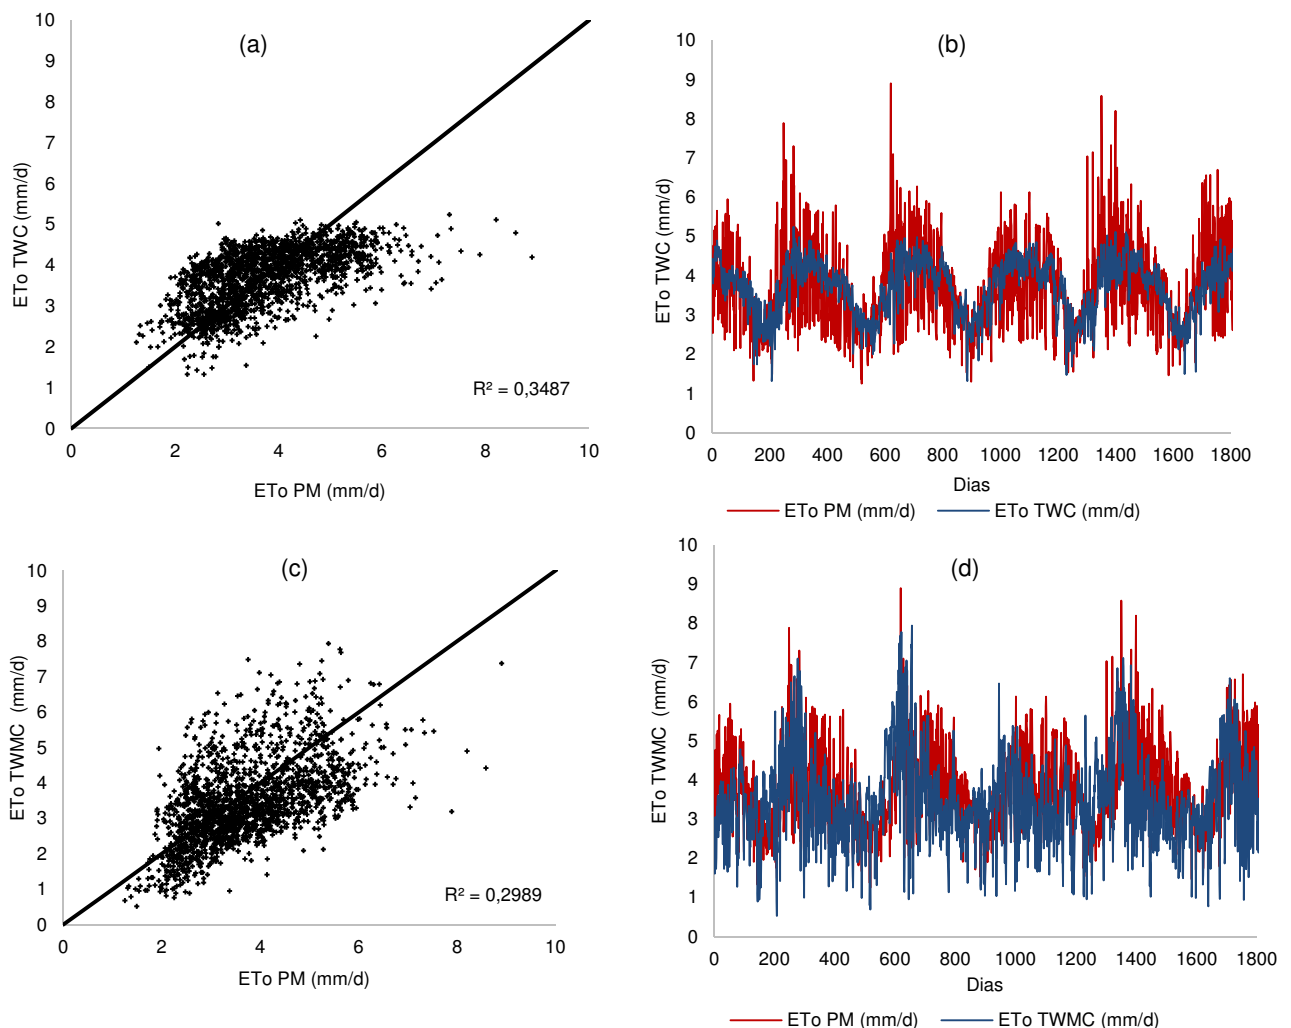 (a)
10
9
8
7
6
5
4
3
2
1
0
ETo TWC (mm/d)
R² = 0,3487
0 2 4 6 8 10
ETo PM (mm/d)
(b)
10
9
8
7
6
5
4
3
2
1
0
ETo TWC (mm/d)
0 200 400 600 800 1000 1200 1400 1600 1800
Dias
ETo PM (mm/d) ETo TWC (mm/d)
(c)
10
9
8
7
6
5
4
3
2
1
0
ETo TWMC (mm/d)
R² = 0,2989
0 2 4 6 8 10
ETo PM (mm/d)
(d)
10
9
8
7
6
5
4
3
2
1
0
ETo TWMC (mm/d)
0 200 400 600 800 1000 1200 1400 1600 1800
Dias
ETo PM (mm/d) ETo TWMC (mm/d)